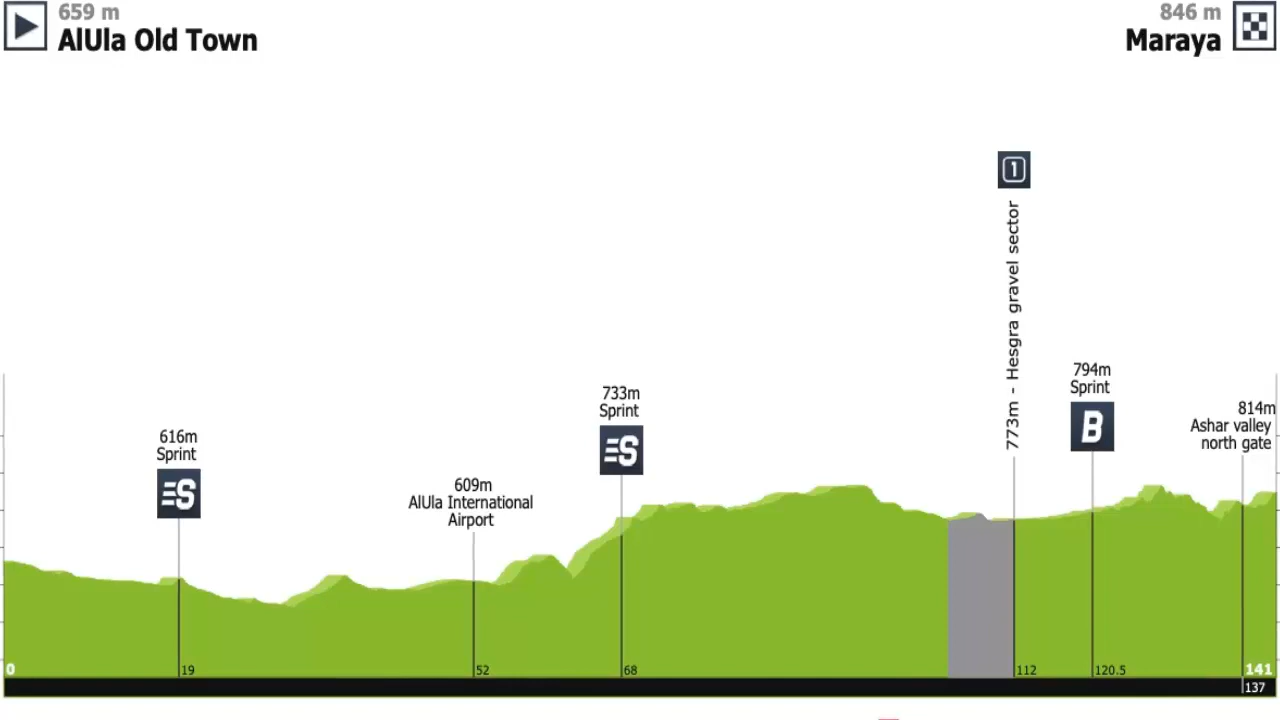 659 m
AlUla Old Town
846 m
Maraya
1
773m - Hesgra gravel sector
794m
Sprint
B
733m
Sprint
S
814m
Ashar valley
north gate
616m
Sprint
S
609m
AlUla International
Airport
0
19
52
68
112
120.5
141
137